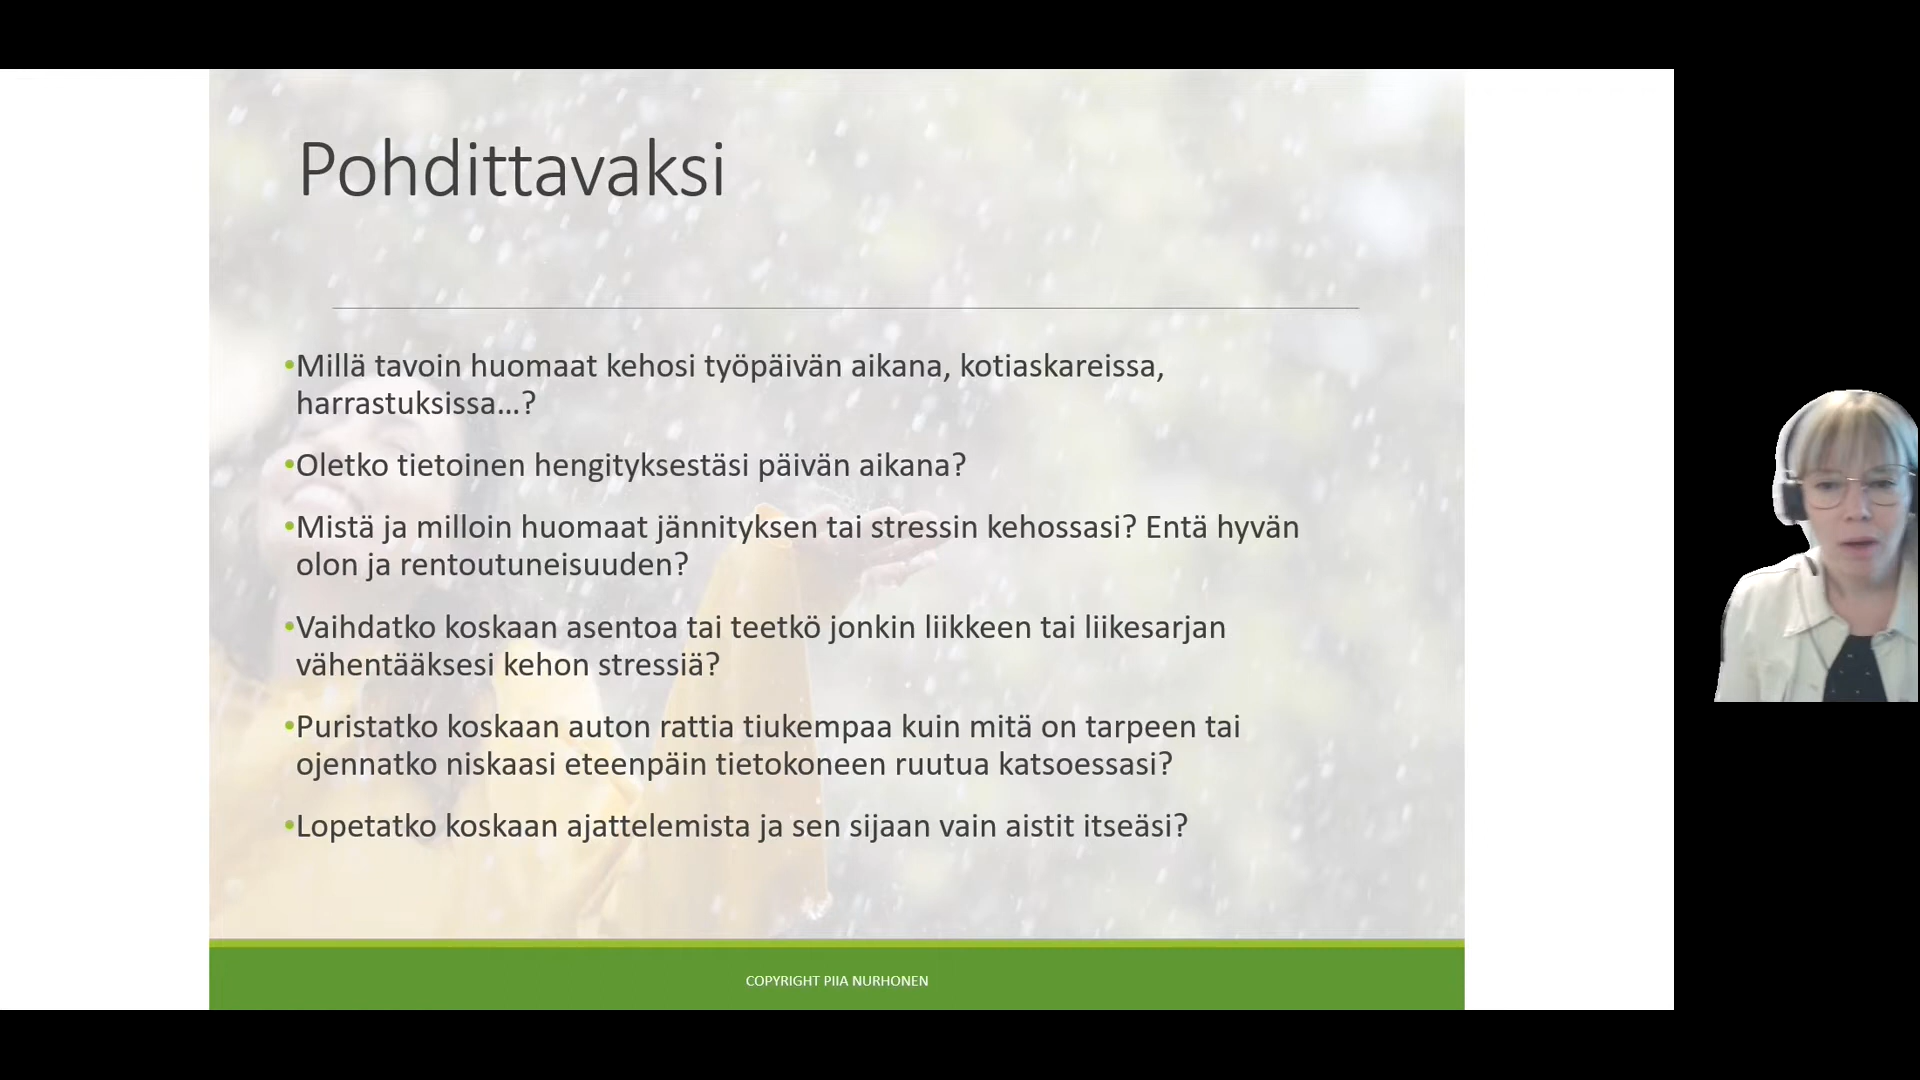 Pohdittavaksi
•Millä tavoin huomaat kehosi työpäivän aikana, kotiaskareissa,
harrastuksissa…?
•Oletko tietoinen hengityksestäsi päivän aikana?
•Mistä ja milloin huomaat jännityksen tai stressin kehossasi? Entä hyvän
olon ja rentoutuneisuuden?
•Vaihdatko koskaan asentoa tai teetkö jonkin liikkeen tai liikesarjan
vähentääksesi kehon stressiä?
•Puristatko koskaan auton rattia tiukempaa kuin mitä on tarpeen tai
ojennatko niskaasi eteenpäin tietokoneen ruutua katsoessasi?
•Lopetatko koskaan ajattelemista ja sen sijaan vain aistit itseäsi?
COPYRIGHT PIIA NURHONEN